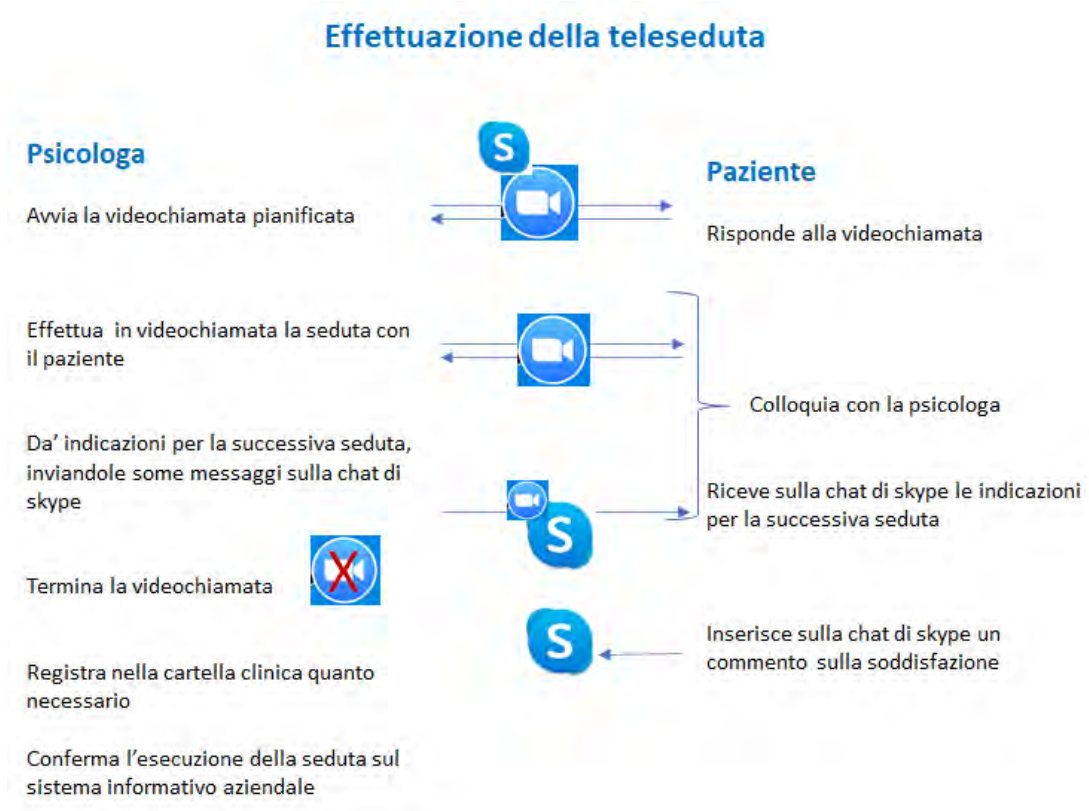 Effettuazione della teleseduta
Psicologa
Avvia la videochiamata pianificata
Paziente
Risponde alla videochiamata
Effettua in videochiamata la seduta con
il paziente
Colloquia con la psicologa
Da' indicazioni per la successiva seduta,
inviandole some messaggi sulla chat di
skype
Riceve sulla chat di skype le indicazioni
per la successiva seduta
Termina la videochiamata
X
Inserisce sulla chat di skype un
commento sulla soddisfazione
Registra nella cartella clinica quanto
necessario
Conferma l'esecuzione della seduta sul
sistema informativo aziendale
S
S
S